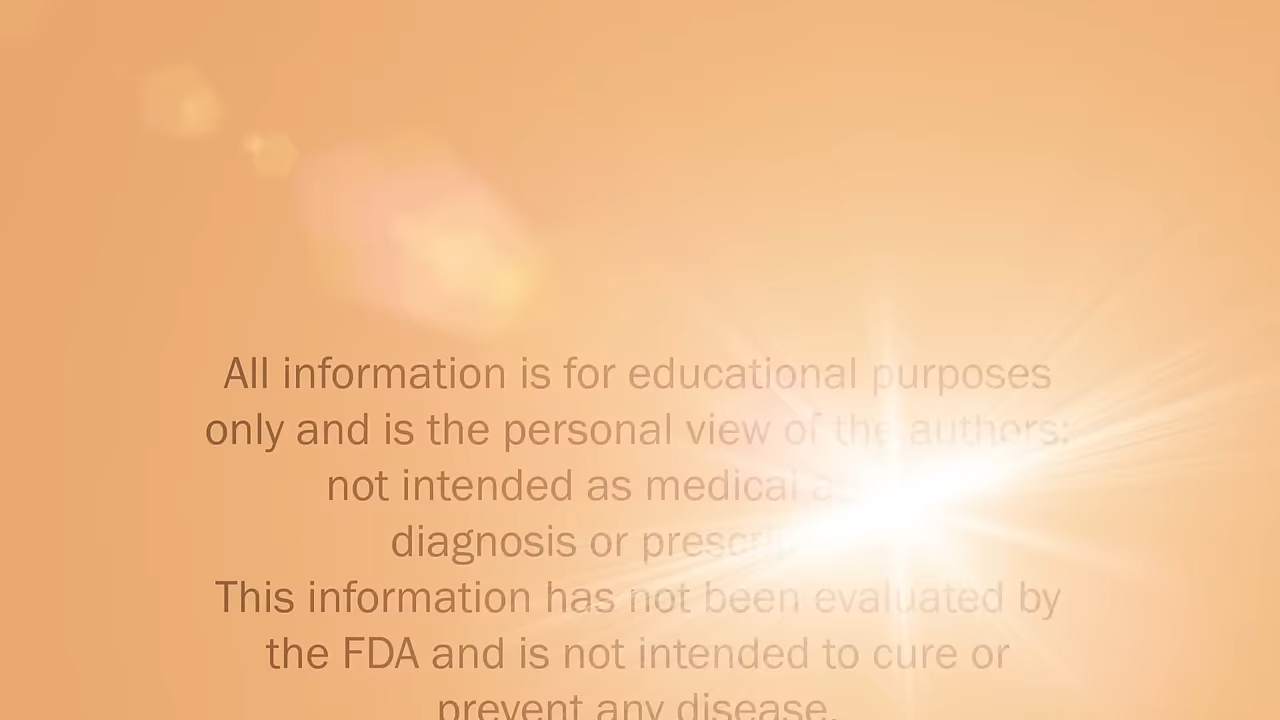 All information is for educational purposes
only and is the personal view of the authors:
not intended as medical
diagnosis or
This information has not been evaluated by
the FDA and is not intended to cure or
prevent any disease.